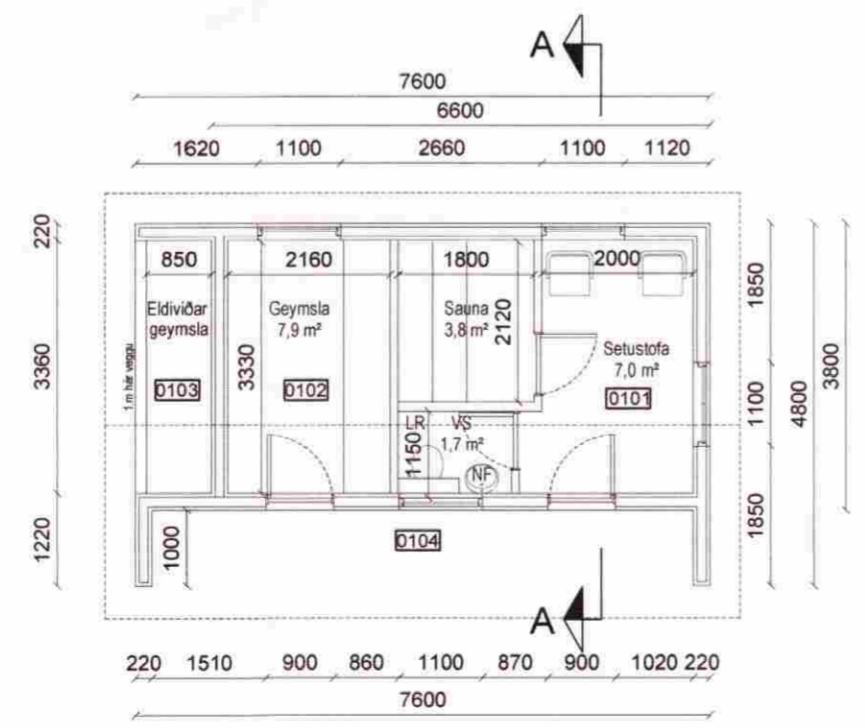 A
7600
6600
1620 1100 2660 1100 1120
220
3360
1220
850 2160 1800 2000
Eldiviðar
geymsla
0103
1.m hár veggu
Geymsla
7,9 m²
0102
3330
Sauna
3,8 m²
2120
Setustofa
7,0 m²
0101
LR VS
1,7 m²
1150
NF
0104
1000
1850
1100
1850
4800
3800
A
220 1510 900 860 1100 870 900 1020 220
7600